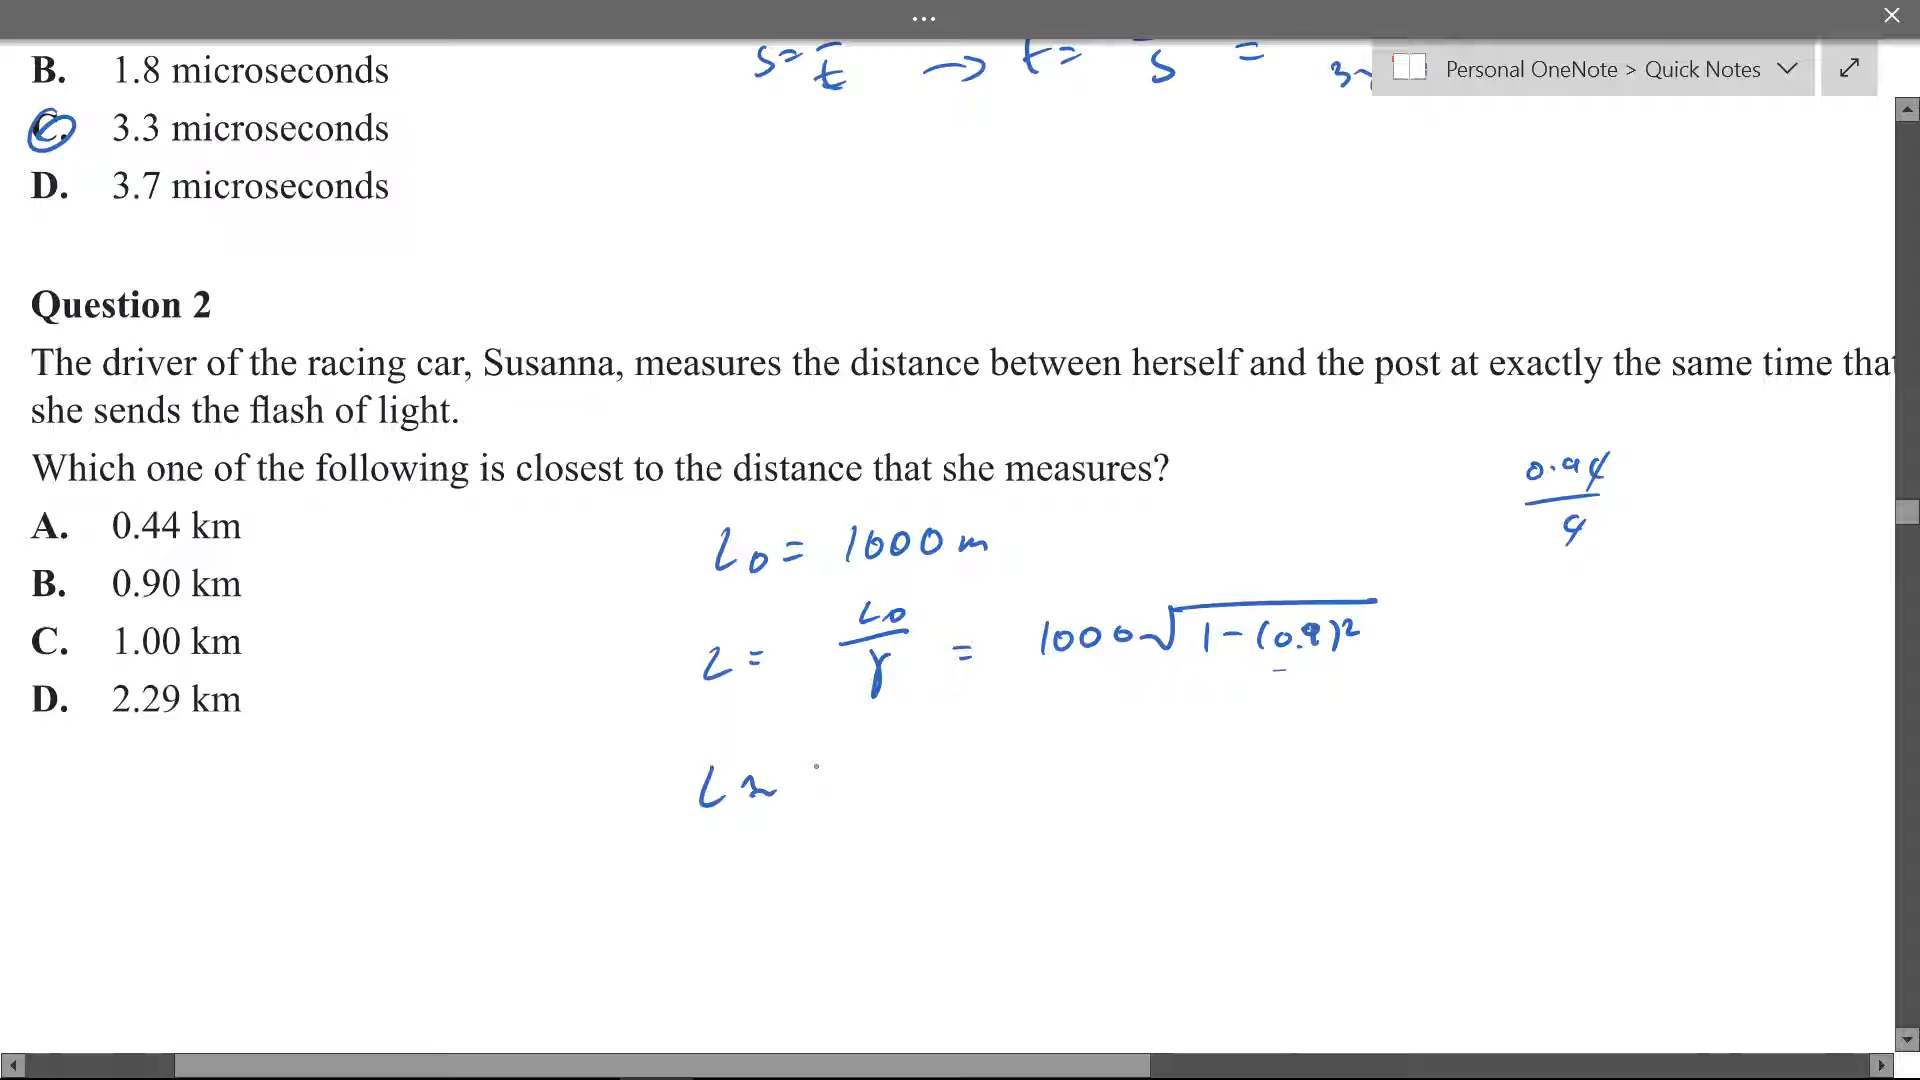 ...
B. 1.8 microseconds
s = — t → t = — s =
Personal OneNote > Quick Notes
C. 3.3 microseconds
D. 3.7 microseconds
Question 2
The driver of the racing car, Susanna, measures the distance between herself and the post at exactly the same time tha
she sends the flash of light.
Which one of the following is closest to the distance that she measures?
0.9c/c
A. 0.44 km
B. 0.90 km
C. 1.00 km
D. 2.29 km
L0 = 1000 m
L = L0/γ = 1000√(1-(0.9)²)
L ≈